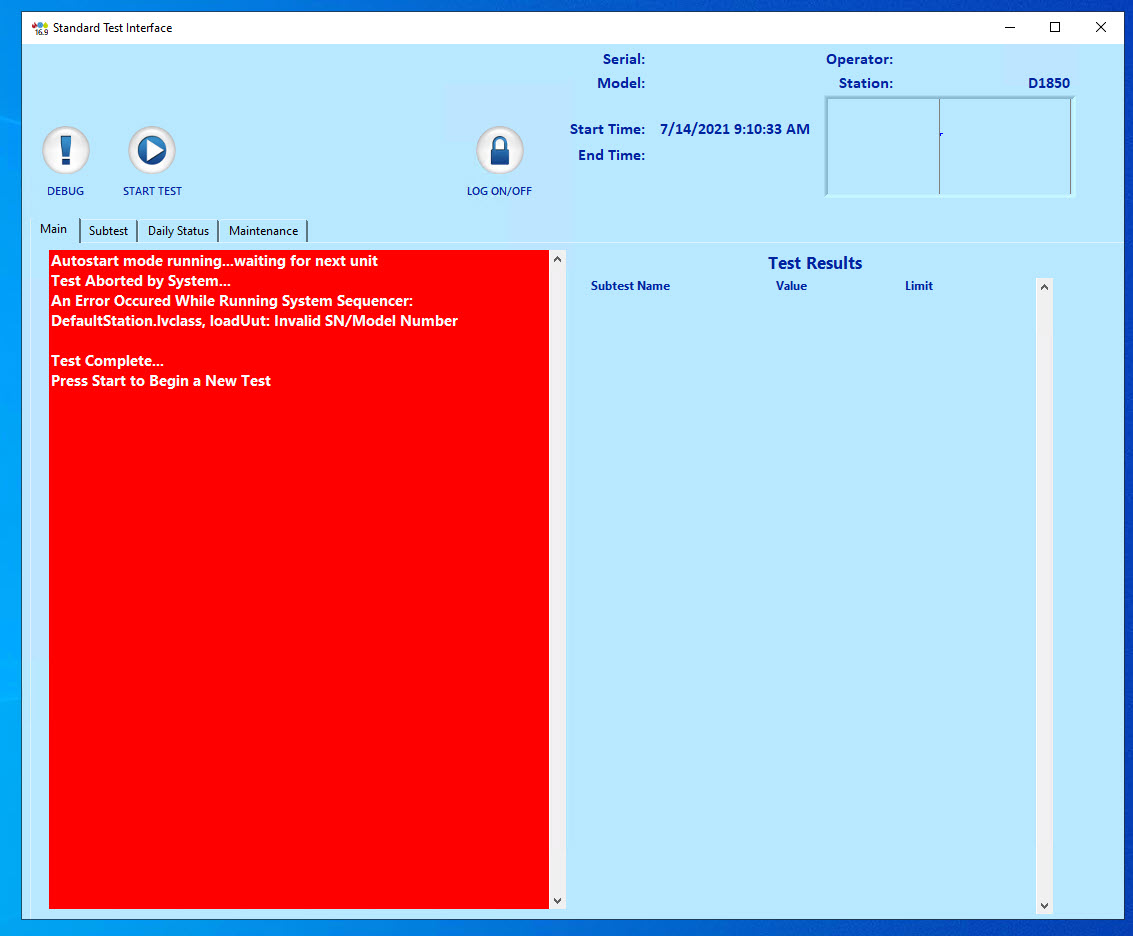 16.9 Standard Test Interface
Serial:
Operator:
Model:
Station: D1850
Start Time: 7/14/2021 9:10:33 AM
End Time:
DEBUG
START TEST
LOG ON/OFF
Main
Subtest
Daily Status
Maintenance
Autostart mode running...waiting for next unit
Test Aborted by System...
An Error Occured While Running System Sequencer:
DefaultStation.lvclass, loadUut: Invalid SN/Model Number
Test Complete...
Press Start to Begin a New Test
Test Results
Subtest Name Value Limit